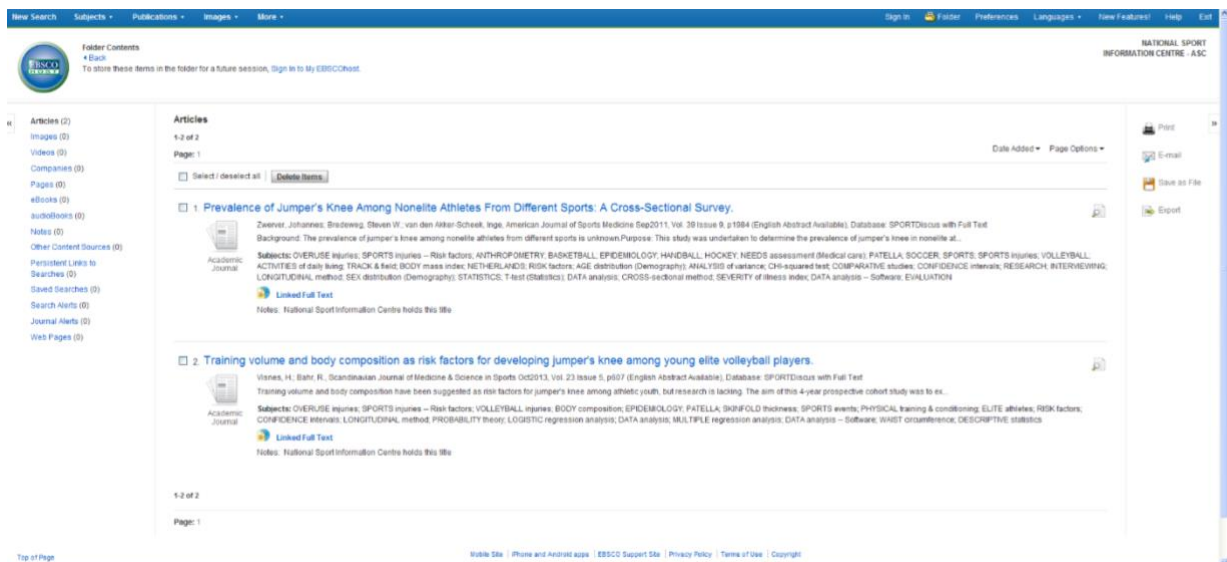 New Search Subjects Publications Images More Sign In Folder Preferences Languages New Features! Help Exit
EBSCO HOST
Folder Contents
Back
To store these items in the folder for a future session, Sign In to My EBSCOhost.
NATIONAL SPORT
INFORMATION CENTRE - ASC
«
Articles (2)
Images (0)
Videos (0)
Companies (0)
Pages (0)
eBooks (0)
audioBooks (0)
Notes (0)
Other Content Sources (0)
Persistent Links to
Searches (0)
Saved Searches (0)
Search Alerts (0)
Journal Alerts (0)
Web Pages (0)
Articles
1-2 of 2
Page: 1
Date Added Page Options
Select / deselect all Delete Items
1. Prevalence of Jumper's Knee Among Nonelite Athletes From Different Sports: A Cross-Sectional Survey.
Zwerver, Johannes, Bredeweg, Steven W.; van den Akker-Scheek, Inge, American Journal of Sports Medicine Sep2011, Vol. 39 Issue 9, p1984 (English Abstract Available), Database: SPORTDiscus with Full Text
Background: The prevalence of jumper's knee among nonelite athletes from different sports is unknown.Purpose: This study was undertaken to determine the prevalence of jumper's knee in nonelite at...
Academic
Journal
Subjects: OVERUSE injuries; SPORTS injuries -- Risk factors; ANTHROPOMETRY; BASKETBALL; EPIDEMIOLOGY; HANDBALL; HOCKEY; NEEDS assessment (Medical care); PATELLA; SOCCER; SPORTS; SPORTS injuries; VOLLEYBALL;
ACTIVITIES of daily living; TRACK & field; BODY mass index; NETHERLANDS; RISK factors; AGE distribution (Demography); ANALYSIS of variance; CHI-squared test; COMPARATIVE studies; CONFIDENCE intervals; RESEARCH; INTERVIEWING;
LONGITUDINAL method; SEX distribution (Demography); STATISTICS; T-test (Statistics); DATA analysis; CROSS-sectional method; SEVERITY of illness index; DATA analysis -- Software; EVALUATION
Linked Full Text
Notes: National Sport Information Centre holds this title
2. Training volume and body composition as risk factors for developing jumper's knee among young elite volleyball players.
Visnes, H.; Bahr, R., Scandinavian Journal of Medicine & Science in Sports Oct2013, Vol. 23 Issue 5, p607 (English Abstract Available), Database: SPORTDiscus with Full Text
Training volume and body composition have been suggested as risk factors for jumper's knee among athletic youth, but research is lacking. The aim of this 4-year prospective cohort study was to ex...
Academic
Journal
Subjects: OVERUSE injuries; SPORTS injuries -- Risk factors; VOLLEYBALL injuries; BODY composition; EPIDEMIOLOGY; PATELLA; SKINFOLD thickness; SPORTS events; PHYSICAL training & conditioning; ELITE athletes; RISK factors;
CONFIDENCE intervals; LONGITUDINAL method; PROBABILITY theory; LOGISTIC regression analysis; DATA analysis; MULTIPLE regression analysis; DATA analysis -- Software; WAIST circumference; DESCRIPTIVE statistics
Linked Full Text
Notes: National Sport Information Centre holds this title
1-2 of 2
Page: 1
»
Print
E-mail
Save as File
Export
Top of Page
Mobile Site | iPhone and Android apps | EBSCO Support Site | Privacy Policy | Terms of Use | Copyright